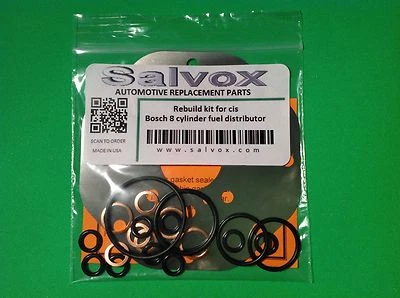 Salvox
AUTOMOTIVE REPLACEMENT PARTS
Rebuild kit for cis
Bosch 8 cylinder fuel distributor
SCAN TO ORDER
MADE IN USA
www.salvox.com
gasket seale